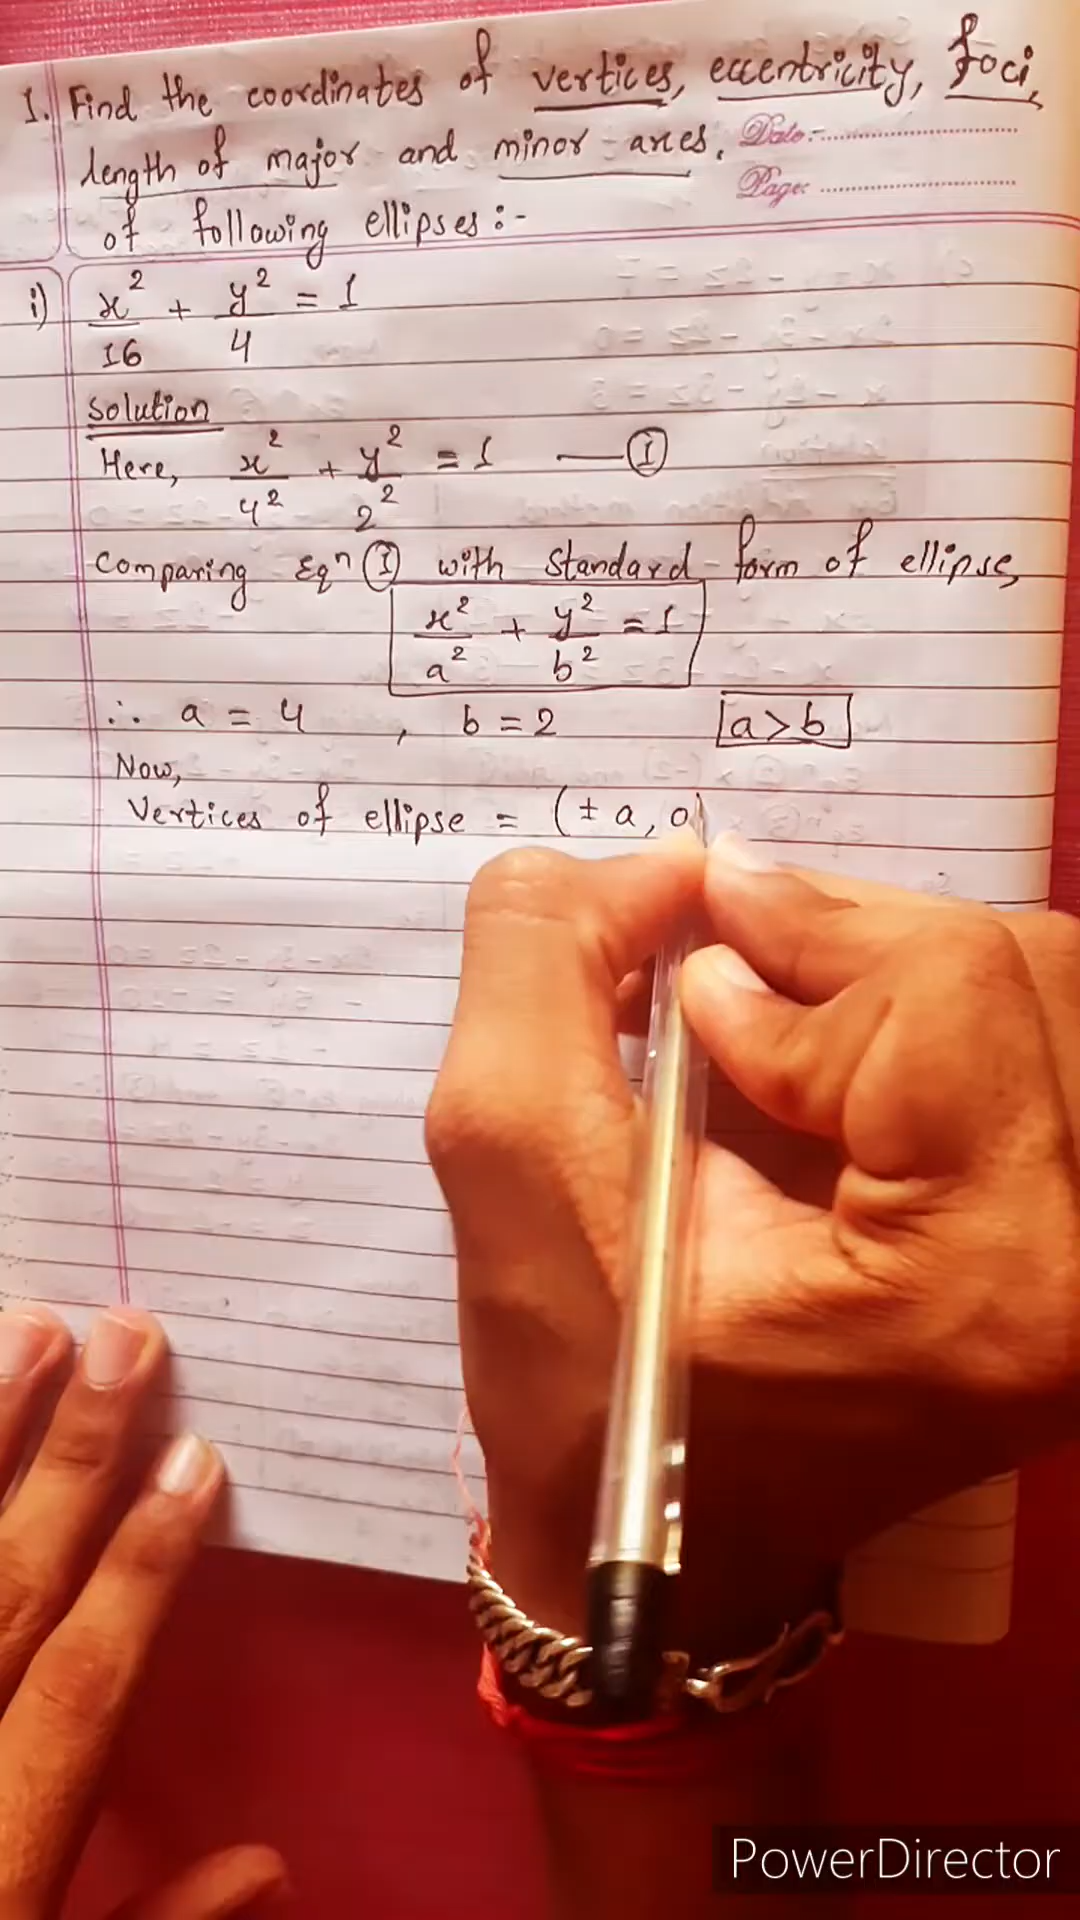 1. Find the coordinates of vertices, eccentricity, foci,
Date:-
length of major and minor axes.
Page:
of following ellipses:-
i) x²/16 + y²/4 = 1
Solution
Here, x²/4² + y²/2² = 1 — I
Comparing Eqⁿ I with standard form of ellipse,
x²/a² + y²/b² = 1
∴ a = 4 , b = 2 a > b
Now,
Vertices of ellipse = (± a, 0)
PowerDirector